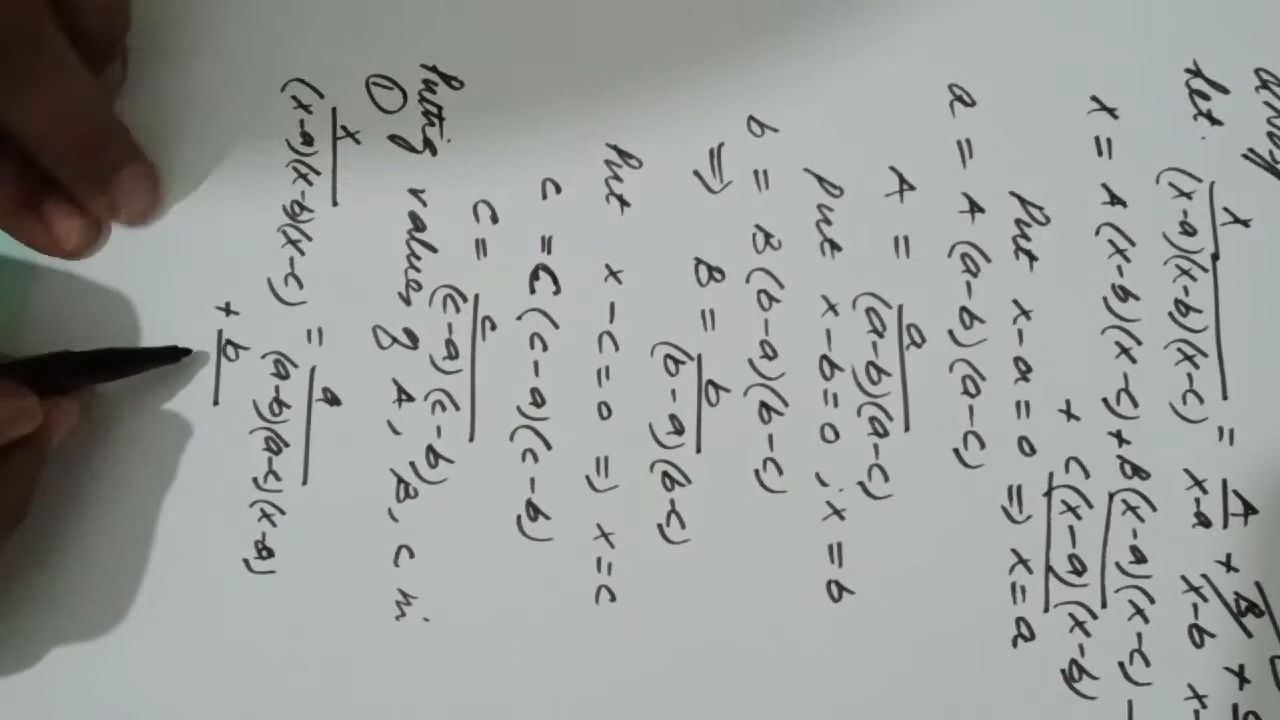 Let. x/(x-a)(x-b)(x-c) = A/x-a + B/x-b +
x = A(x-b)(x-c) + B(x-a)(x-c)
+ C(x-a)(x-b)
Put x-a=0 ⇒ x=a
a = A(a-b)(a-c)
A = a/(a-b)(a-c)
Put x-b=0, x=b
b = B(b-a)(b-c)
⇒ B = b/(b-a)(b-c)
Put x-c=0 ⇒ x=c
c = C(c-a)(c-b)
C = c/(c-a)(c-b)
Putting values of A, B, C in
①
x/(x-a)(x-b)(x-c) = a/(a-b)(a-c)(x-a)
+ b